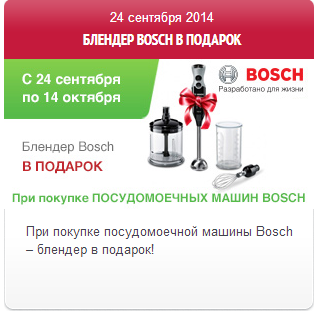 24 сентября 2014
БЛЕНДЕР BOSCH В ПОДАРОК
С 24 сентября
по 14 октября
BOSCH
Разработано для жизни
Блендер Bosch
В ПОДАРОК
При покупке ПОСУДОМОЕЧНЫХ МАШИН BOSCH
При покупке посудомоечной машины Bosch
– блендер в подарок!